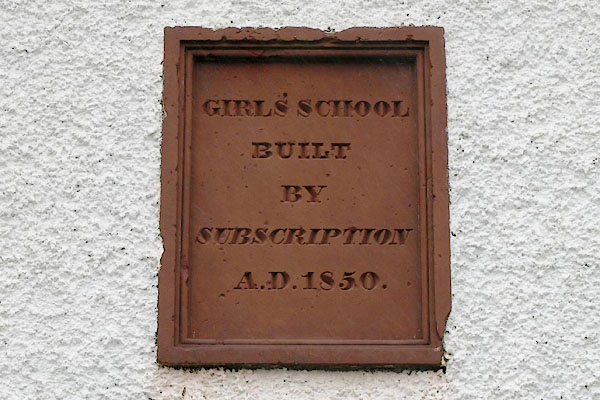 GIRLS' SCHOOL
BUILT
BY
SUBSCRIPTION
A.D. 1850.